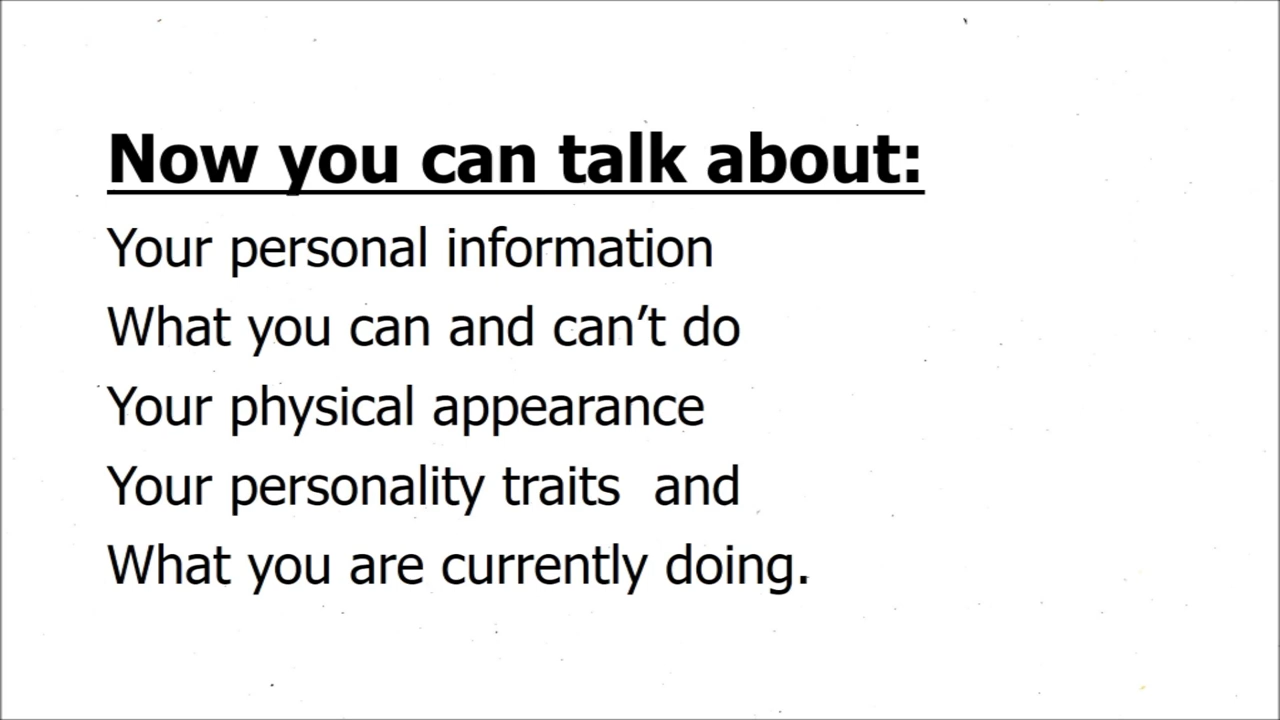 Now you can talk about:
Your personal information
What you can and can’t do
Your physical appearance
Your personality traits  and
What you are currently doing.